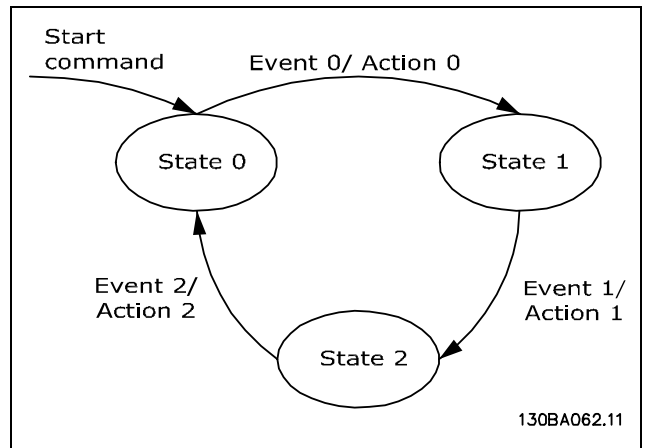 Start
command
Event 0/ Action 0
State 0
State 1
Event 2/
Action 2
Event 1/
Action 1
State 2
130BA062.11